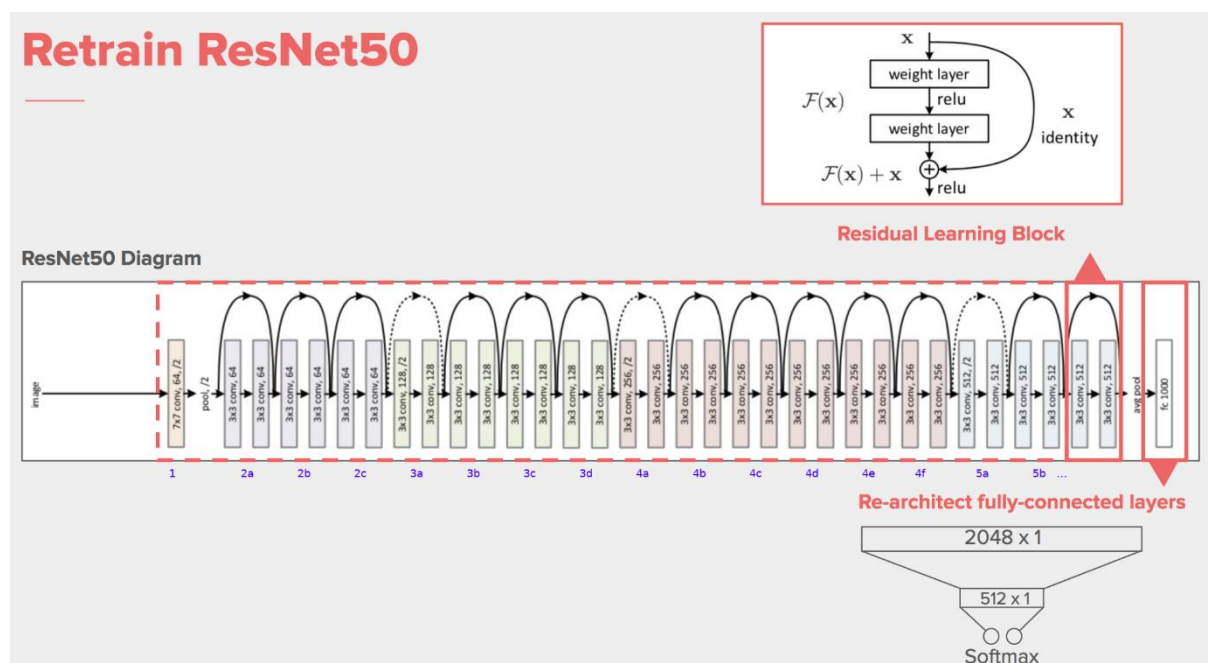 Retrain ResNet50
x
weight layer
relu
F(x)
weight layer
x
identity
F(x) + x
relu
Residual Learning Block
ResNet50 Diagram
image
7x7 conv, 64, /2
pool, /2
3x3 conv, 64
3x3 conv, 64
3x3 conv, 64
3x3 conv, 64
3x3 conv, 64
3x3 conv, 64
3x3 conv, 128, /2
3x3 conv, 128
3x3 conv, 128
3x3 conv, 128
3x3 conv, 128
3x3 conv, 128
3x3 conv, 128
3x3 conv, 128
3x3 conv, 256, /2
3x3 conv, 256
3x3 conv, 256
3x3 conv, 256
3x3 conv, 256
3x3 conv, 256
3x3 conv, 256
3x3 conv, 256
3x3 conv, 256
3x3 conv, 256
3x3 conv, 256
3x3 conv, 256
3x3 conv, 512, /2
3x3 conv, 512
3x3 conv, 512
3x3 conv, 512
3x3 conv, 512
3x3 conv, 512
avg pool
fc 1000
1 2a 2b 2c 3a 3b 3c 3d 4a 4b 4c 4d 4e 4f 5a 5b ...
Re-architect fully-connected layers
2048 x 1
512 x 1
Softmax